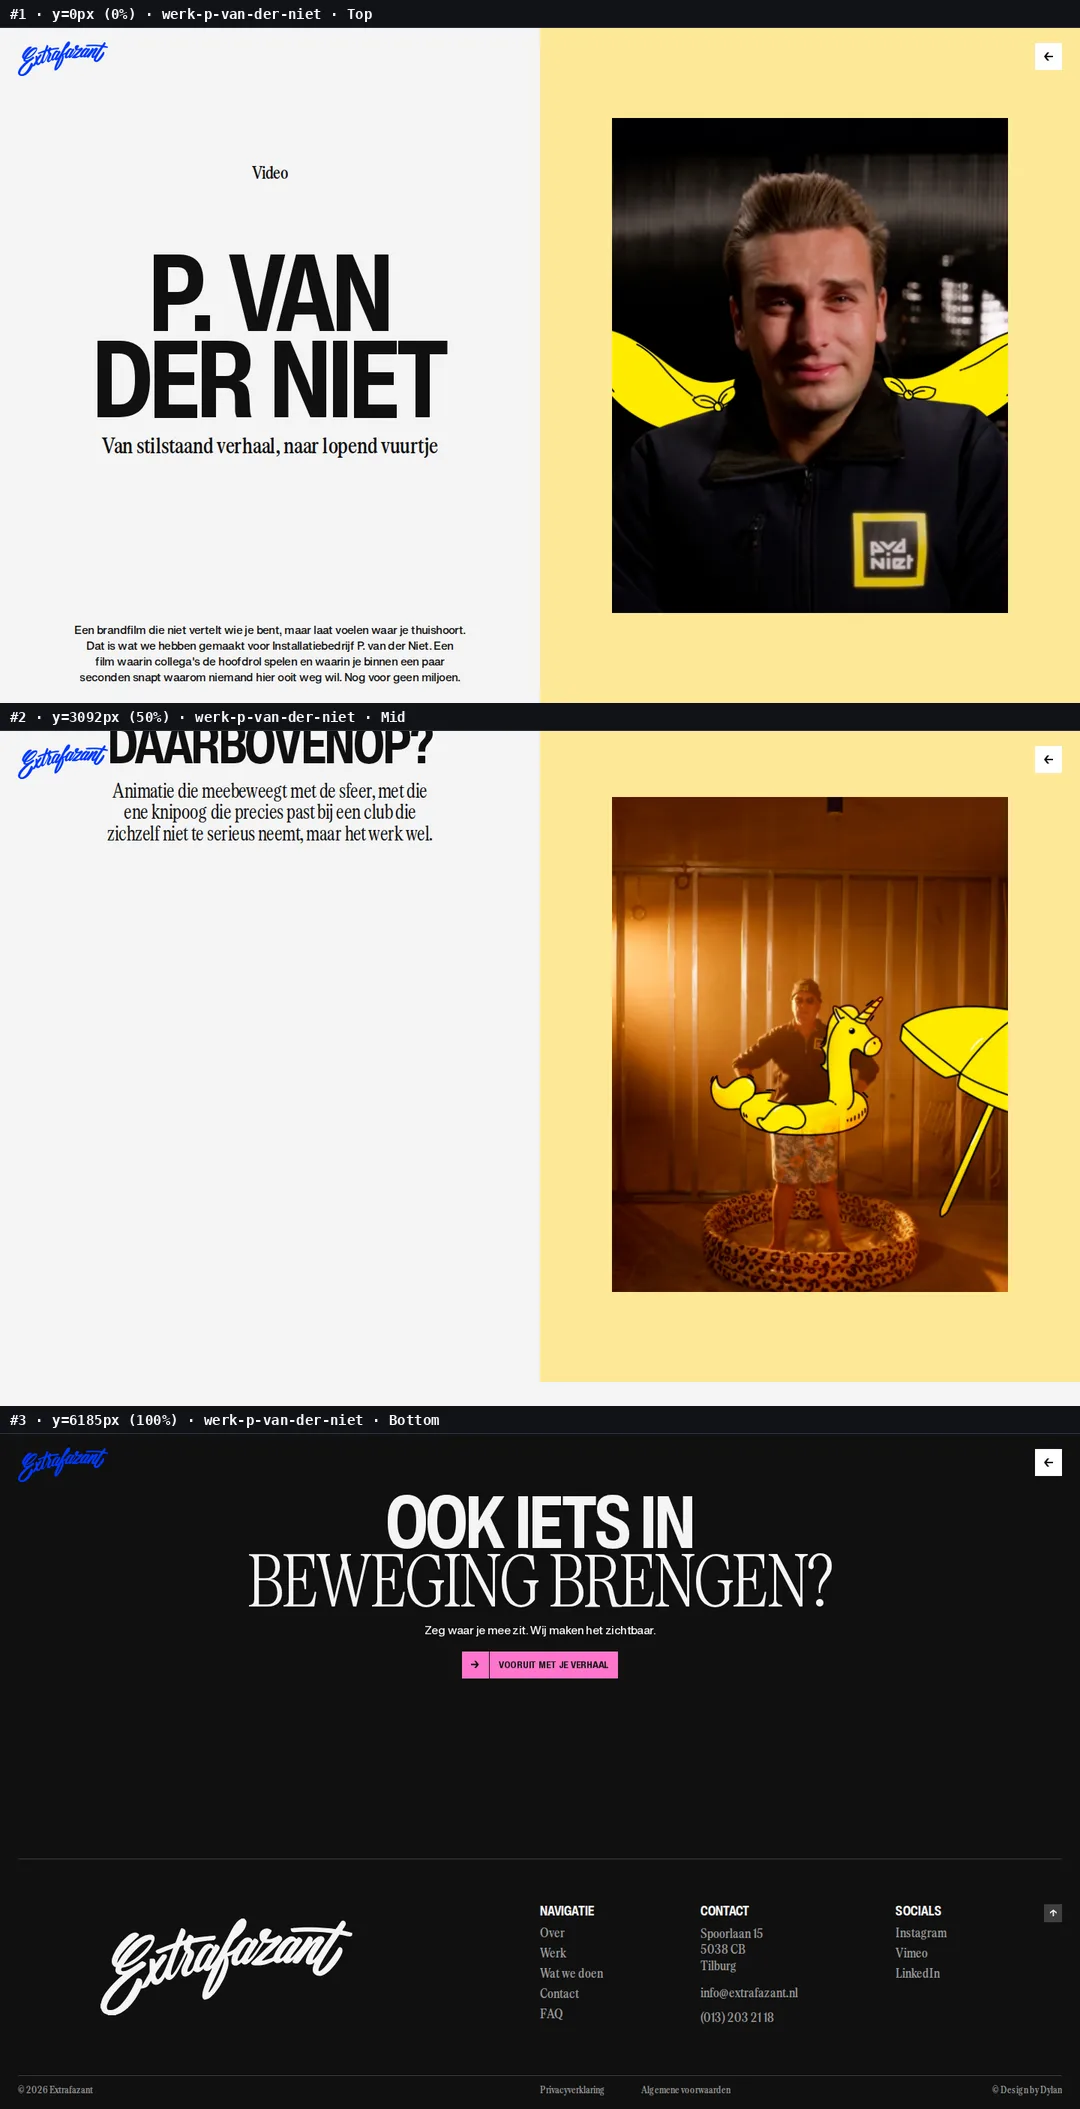 #1 · y=0px (0%) · werk-p-van-der-niet · Top
Extrafazant
Video
P. VAN
DER NIET
Van stilstaand verhaal, naar lopend vuurtje
Een brandfilm die niet vertelt wie je bent, maar laat voelen waar je thuishoort.
Dat is wat we hebben gemaakt voor Installatiebedrijf P. van der Niet. Een
film waarin collega's de hoofdrol spelen en waarin je binnen een paar
seconden snapt waarom niemand hier ooit weg wil. Nog voor geen miljoen.
pvd
Niet
#2 · y=3092px (50%) · werk-p-van-der-niet · Mid
Extrafazant
DAARBOVENOP?
Animatie die meebeweegt met de sfeer, met die
ene knipoog die precies past bij een club die
zichzelf niet te serieus neemt, maar het werk wel.
#3 · y=6185px (100%) · werk-p-van-der-niet · Bottom
Extrafazant
OOK IETS IN
BEWEGING BRENGEN?
Zeg waar je mee zit. Wij maken het zichtbaar.
VOORUIT MET JE VERHAAL
Extrafazant
NAVIGATIE
Over
Werk
Wat we doen
Contact
FAQ
CONTACT
Spoorlaan 15
5038 CB
Tilburg
info@extrafazant.nl
(013) 203 21 18
SOCIALS
Instagram
Vimeo
LinkedIn
© 2026 Extrafazant
Privacyverklaring
Algemene voorwaarden
© Design by Dylan